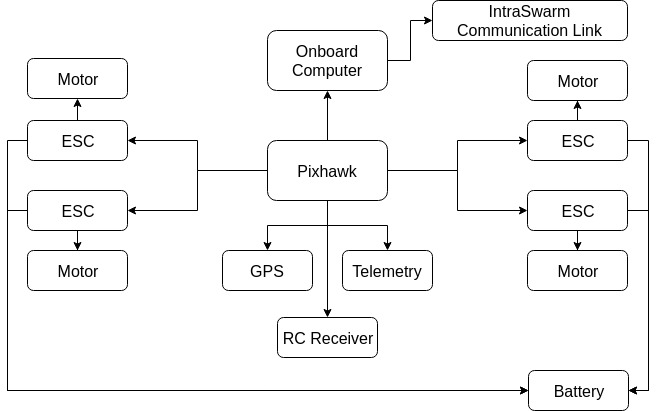 IntraSwarm
Communication Link
Onboard
Computer
Motor
Motor
ESC
ESC
Pixhawk
ESC
ESC
GPS
Telemetry
Motor
Motor
RC Receiver
Battery